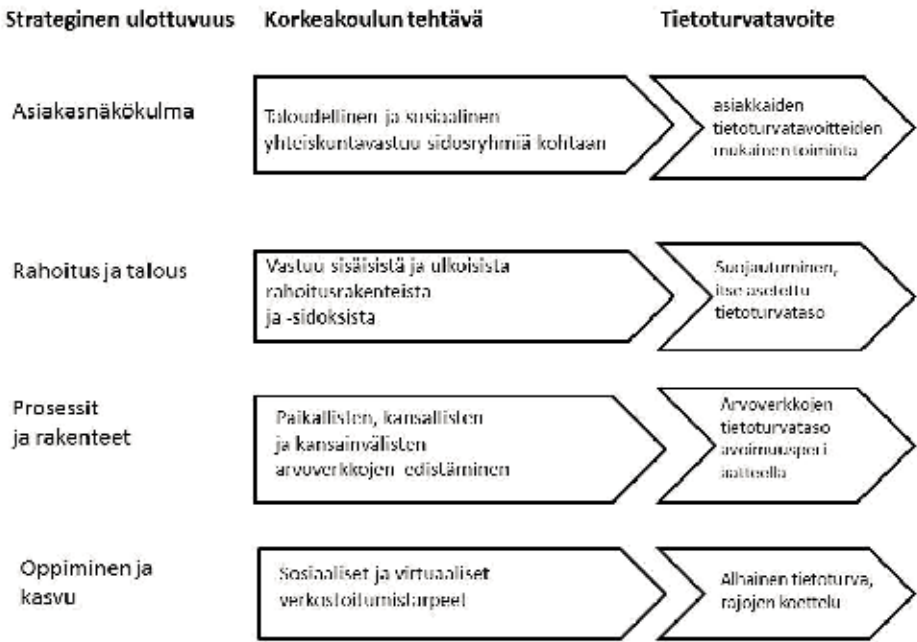 Strateginen ulottuvuus Korkeakoulun tehtävä Tietoturvatavoite
Asiakasnäkökulma
Taloudellinen ja sosiaalinen
yhteiskuntavastuu sidosryhmiä kohtaan
asiakkaiden
tietoturvatavoitteiden
mukainen toiminta
Rahoitus ja talous
Vastuu sisäisistä ja ulkoisista
rahoitusrakenteista
ja -sidoksista
Suojautuminen,
itse asetettu
tietoturvataso
Prosessit
ja rakenteet
Paikallisten, kansallisten
ja kansainvälisten
arvoverkkojen edistäminen
Arvoverkkojen
tietoturvataso
avoimuusperi
aatteella
Oppiminen ja
kasvu
Sosiaaliset ja virtuaaliset
verkostoitumistarpeet
Alhainen tietoturva,
rajojen koettelu